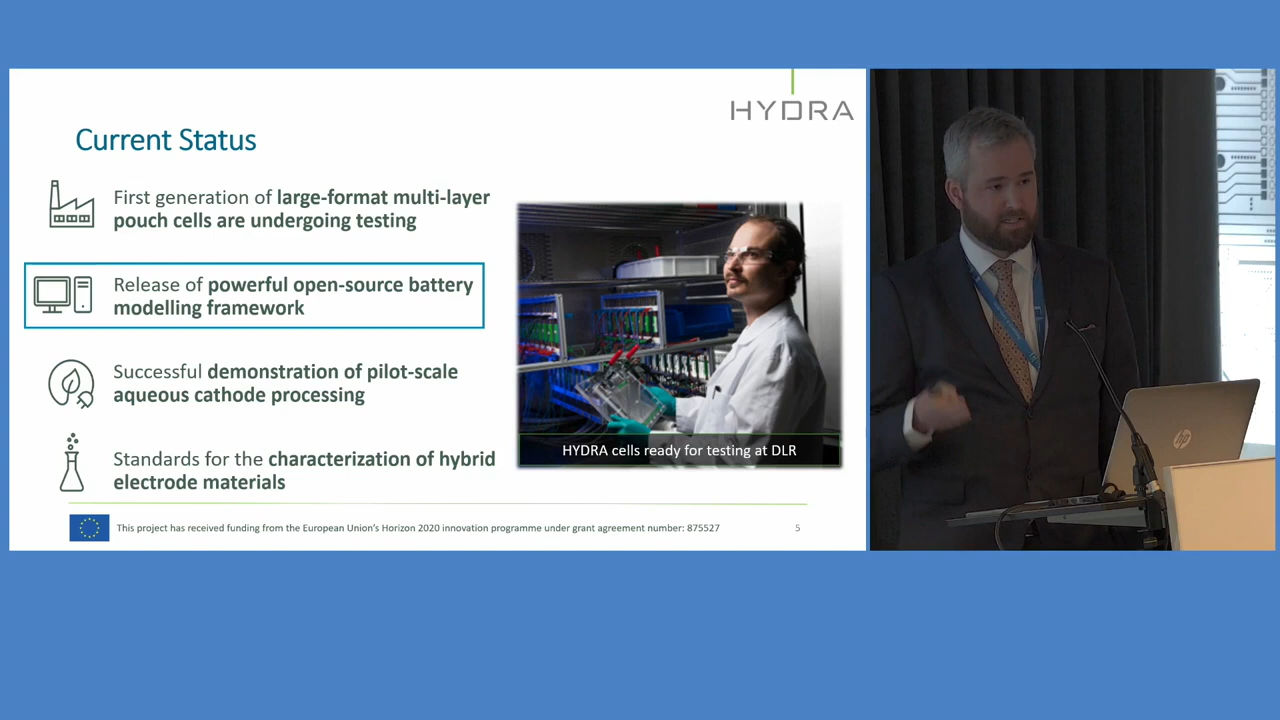 HYDRA
Current Status
First generation of large-format multi-layer
pouch cells are undergoing testing
Release of powerful open-source battery
modelling framework
Successful demonstration of pilot-scale
aqueous cathode processing
Standards for the characterization of hybrid
electrode materials
HYDRA cells ready for testing at DLR
This project has received funding from the European Union's Horizon 2020 innovation programme under grant agreement number: 875527
5
hp